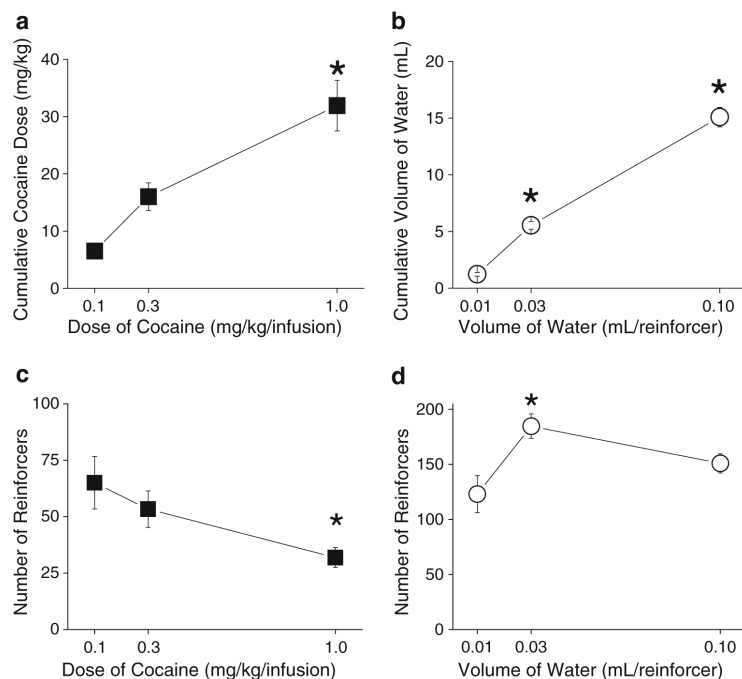 a
Cumulative Cocaine Dose (mg/kg)
40
30
20
10
0
*
0.1 0.3 1.0
Dose of Cocaine (mg/kg/infusion)
b
Cumulative Volume of Water (mL)
20
15
10
5
0
*
*
0.01 0.03 0.10
Volume of Water (mL/reinforcer)
c
Number of Reinforcers
100
75
50
25
0
*
0.1 0.3 1.0
Dose of Cocaine (mg/kg/infusion)
d
Number of Reinforcers
200
150
100
50
0
*
0.01 0.03 0.10
Volume of Water (mL/reinforcer)